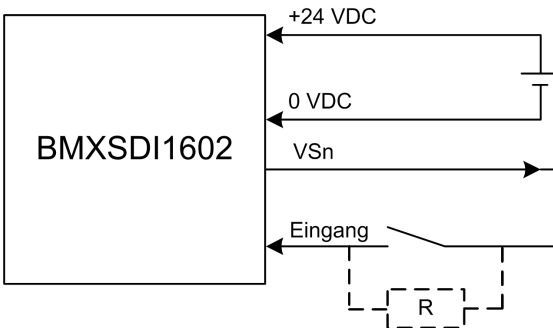 +24 VDC
0 VDC
BMXSDI1602
VSn
Eingang
R